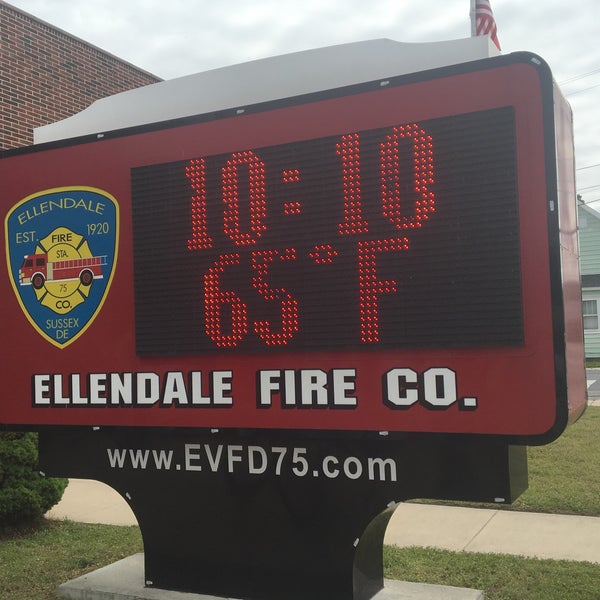 10:10
65°F
ELLENDALE
EST. 1920
FIRE
STA.
75
CO.
SUSSEX
DE
ELLENDALE FIRE CO.
www.EVFD75.com